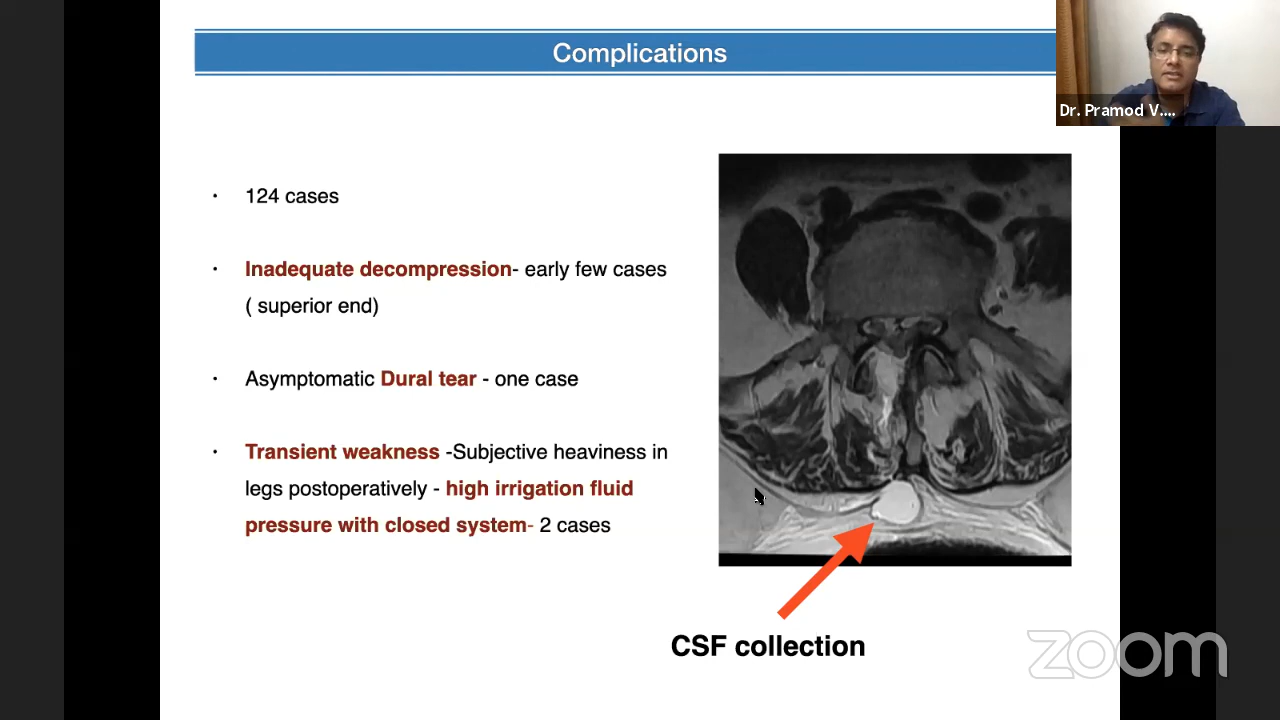 Complications
Dr. Pramod V....
· 124 cases
· Inadequate decompression- early few cases
( superior end)
· Asymptomatic Dural tear - one case
· Transient weakness -Subjective heaviness in
legs postoperatively - high irrigation fluid
pressure with closed system- 2 cases
CSF collection
zoom